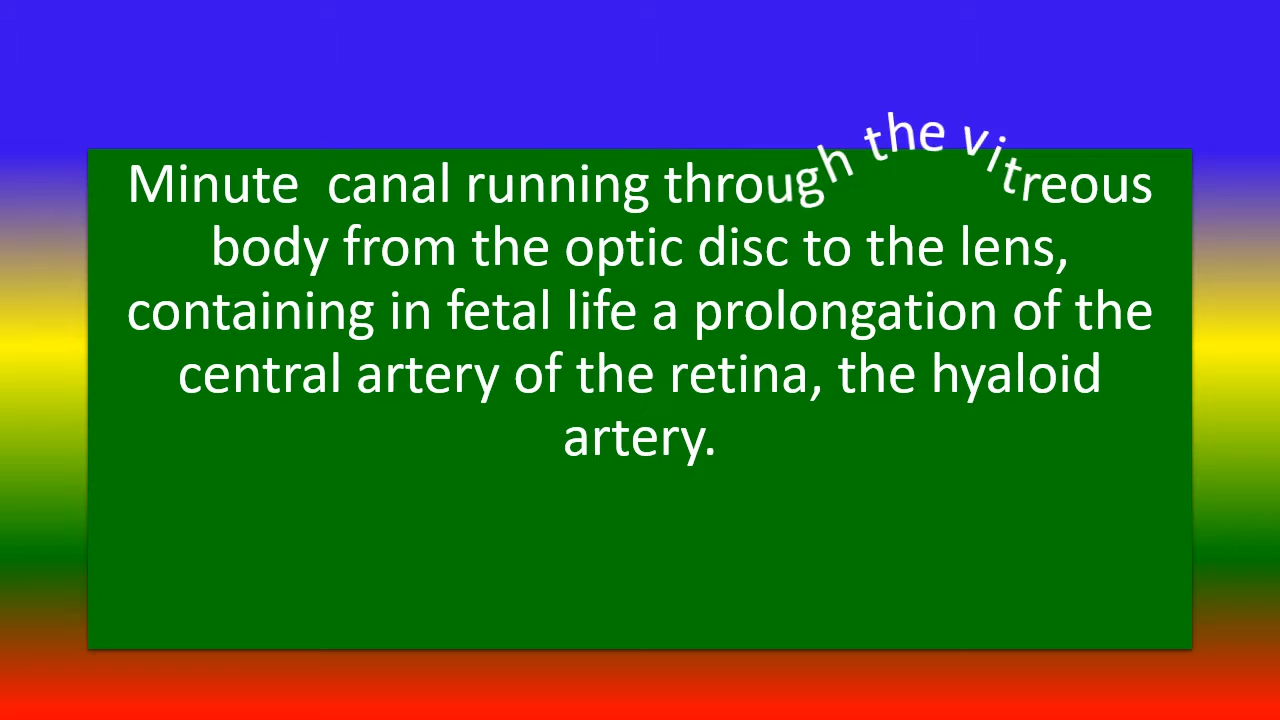 Minute  canal running through the vitreous
body from the optic disc to the lens,
containing in fetal life a prolongation of the
central artery of the retina, the hyaloid
artery.